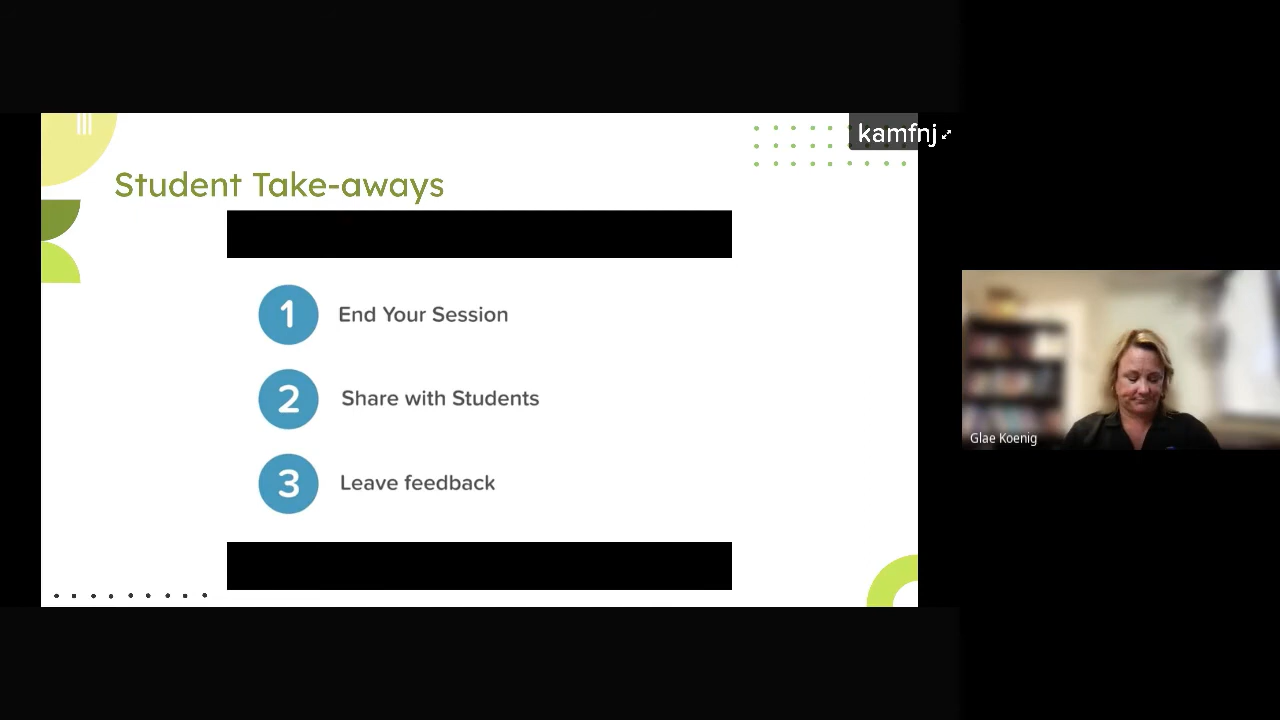 kamfnj
Student Take-aways
1 End Your Session
2 Share with Students
3 Leave feedback
Glae Koenig